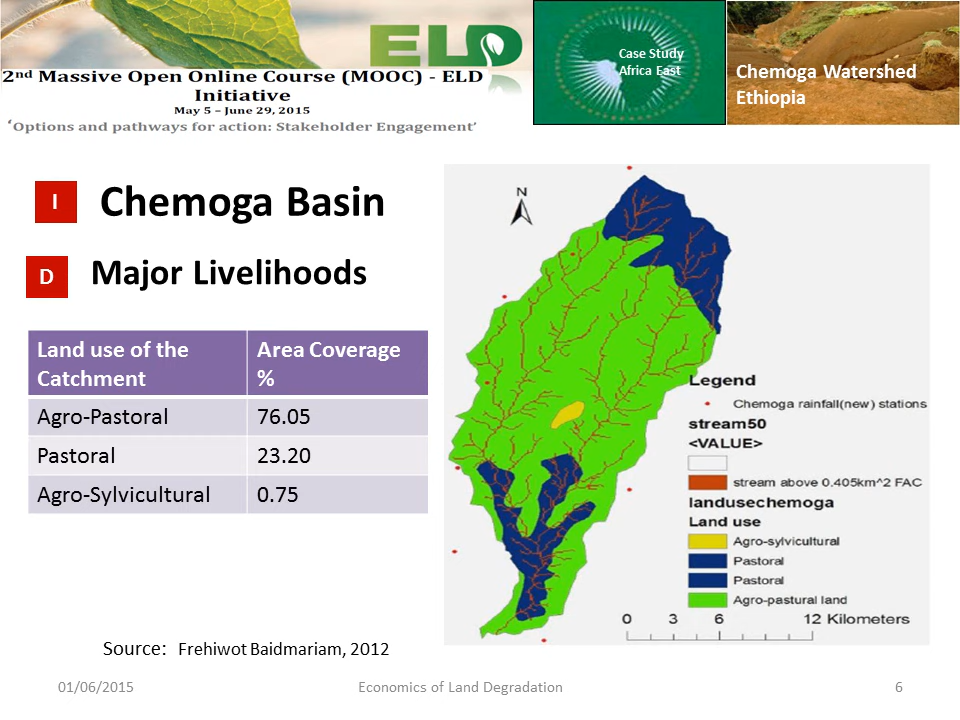 ELD
2nd Massive Open Online Course (MOOC) - ELD
Initiative
May 5 – June 29, 2015
‘Options and pathways for action: Stakeholder Engagement’
Case Study
Africa East
Chemoga Watershed
Ethiopia
I
Chemoga Basin
D
Major Livelihoods
Land use of the Catchment
Area Coverage %
Agro-Pastoral 76.05
Pastoral 23.20
Agro-Sylvicultural 0.75
N
Legend
Chemoga rainfall(new) stations
stream50
<VALUE>
stream above 0.405km^2 FAC
landusechemoga
Land use
Agro-sylvicultural
Pastoral
Pastoral
Agro-pastural land
0 3 6 12 Kilometers
Source: Frehiwot Baidmariam, 2012
01/06/2015 Economics of Land Degradation 6